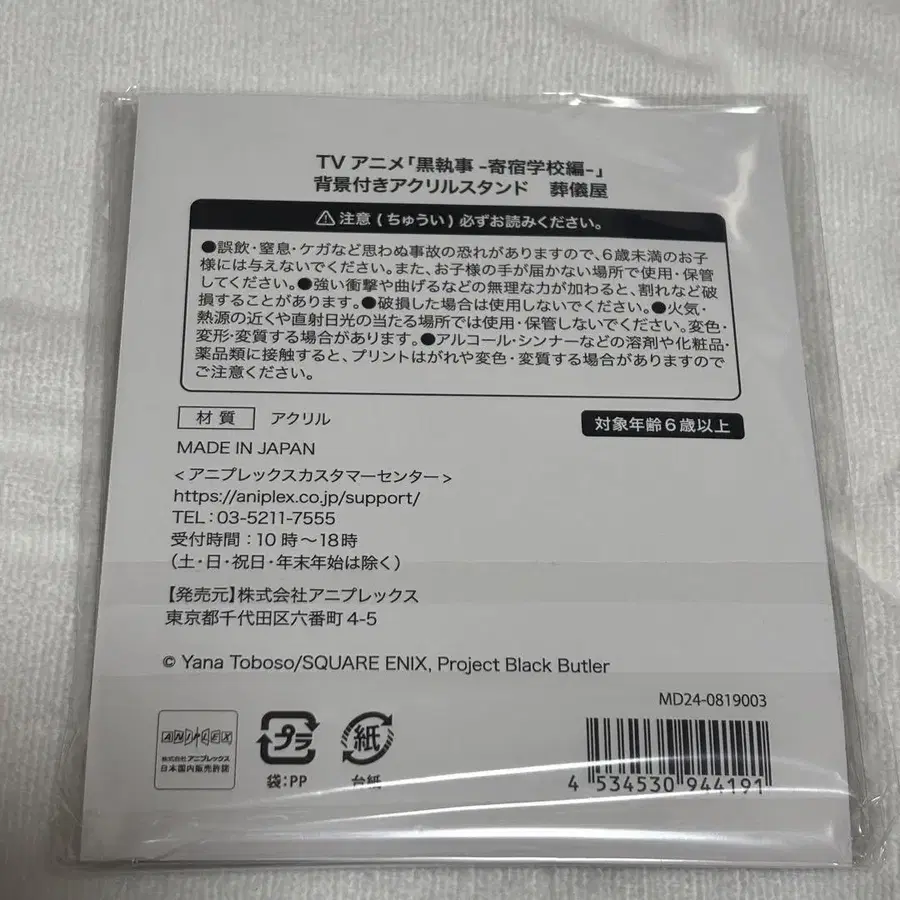 TV アニメ「黒執事 -寄宿学校編-」
背景付きアクリルスタンド　葬儀屋
⚠注意(ちゅうい)必ずお読みください。
●誤飲・窒息・ケガなど思わぬ事故の恐れがありますので、6歳未満のお子
様には与えないでください。また、お子様の手が届かない場所で使用・保管
してください。●強い衝撃や曲げるなどの無理な力が加わると、割れなど破
損することがあります。●破損した場合は使用しないでください。●火気・
熱源の近くや直射日光の当たる場所では使用・保管しないでください。変色・
変形・変質する場合があります。●アルコール・シンナーなどの溶剤や化粧品・
薬品類に接触すると、プリントはがれや変色・変質する場合がありますので
ご注意ください。
材質　アクリル
対象年齢6歳以上
MADE IN JAPAN
<アニプレックスカスタマーセンター>
https://aniplex.co.jp/support/
TEL:03-5211-7555
受付時間:10時~18時
(土・日・祝日・年末年始は除く)
【発売元】株式会社アニプレックス
東京都千代田区六番町4-5
© Yana Toboso/SQUARE ENIX, Project Black Butler
MD24-0819003
ANIPLEX
株式会社アニプレックス
日本国内販売許諾
プラ
袋:PP
紙
台紙
4 534530 944191